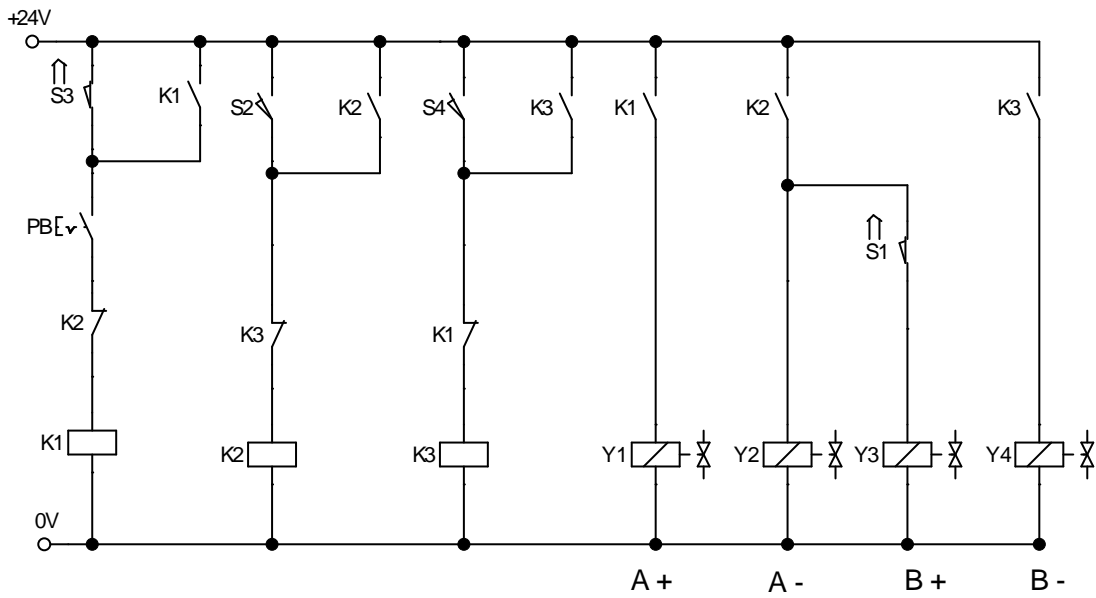 +24V
S3 K1 S2 K2 S4 K3 K1 K2 K3
PB S1
K2 K3 K1
K1 K2 K3 Y1 Y2 Y3 Y4
0V
A + A - B + B -